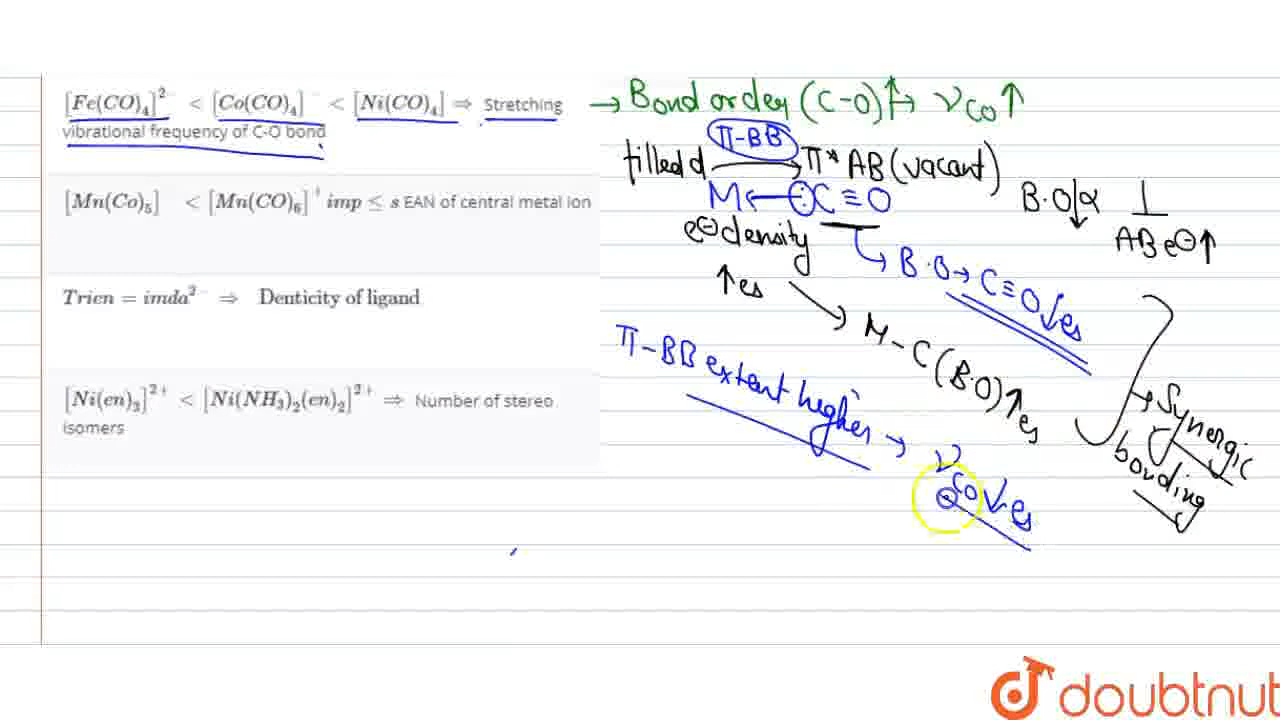 [Fe(CO)₄]²⁻ < [Co(CO)₄]⁻ < [Ni(CO)₄] ⇒ Stretching
vibrational frequency of C-O bond
[Mn(Co)₅] < [Mn(CO)₆]⁺ imp ≤ s EAN of central metal ion
Trien = imda²⁻ ⇒ Denticity of ligand
[Ni(en)₃]²⁺ < [Ni(NH₃)₂(en)₂]²⁺ ⇒ Number of stereo
isomers
→ Bond order (C-O)↑ → νCO ↑
π-BB
filled d → π* AB (vacant)
M ← C≡O
B.O↓ α 1
AB e⊖↑
e⊖ density
↑es
B.O → C≡O ↓es
M-C (B.O) ↑es
→ Synergic
bonding
π-BB extent higher → νCO ↓es
doubtnut